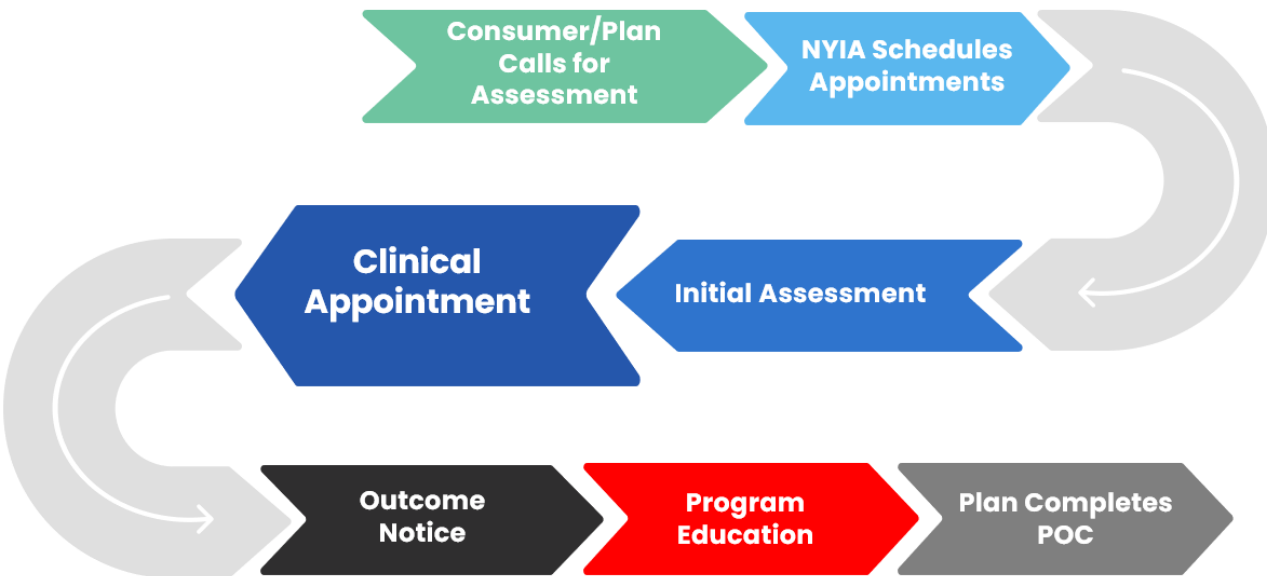 Consumer/Plan
Calls for
Assessment
NYIA Schedules
Appointments
Initial Assessment
Clinical
Appointment
Outcome
Notice
Program
Education
Plan Completes
POC